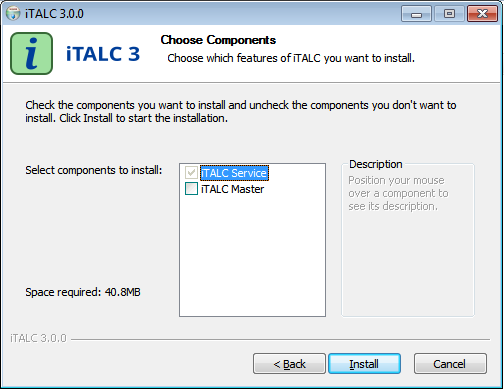 iTALC 3.0.0
i
iTALC 3
Choose Components
Choose which features of iTALC you want to install.
Check the components you want to install and uncheck the components you don't want to
install. Click Install to start the installation.
Select components to install:
iTALC Service
iTALC Master
Description
Position your mouse
over a component to
see its description.
Space required: 40.8MB
iTALC 3.0.0
< Back
Install
Cancel